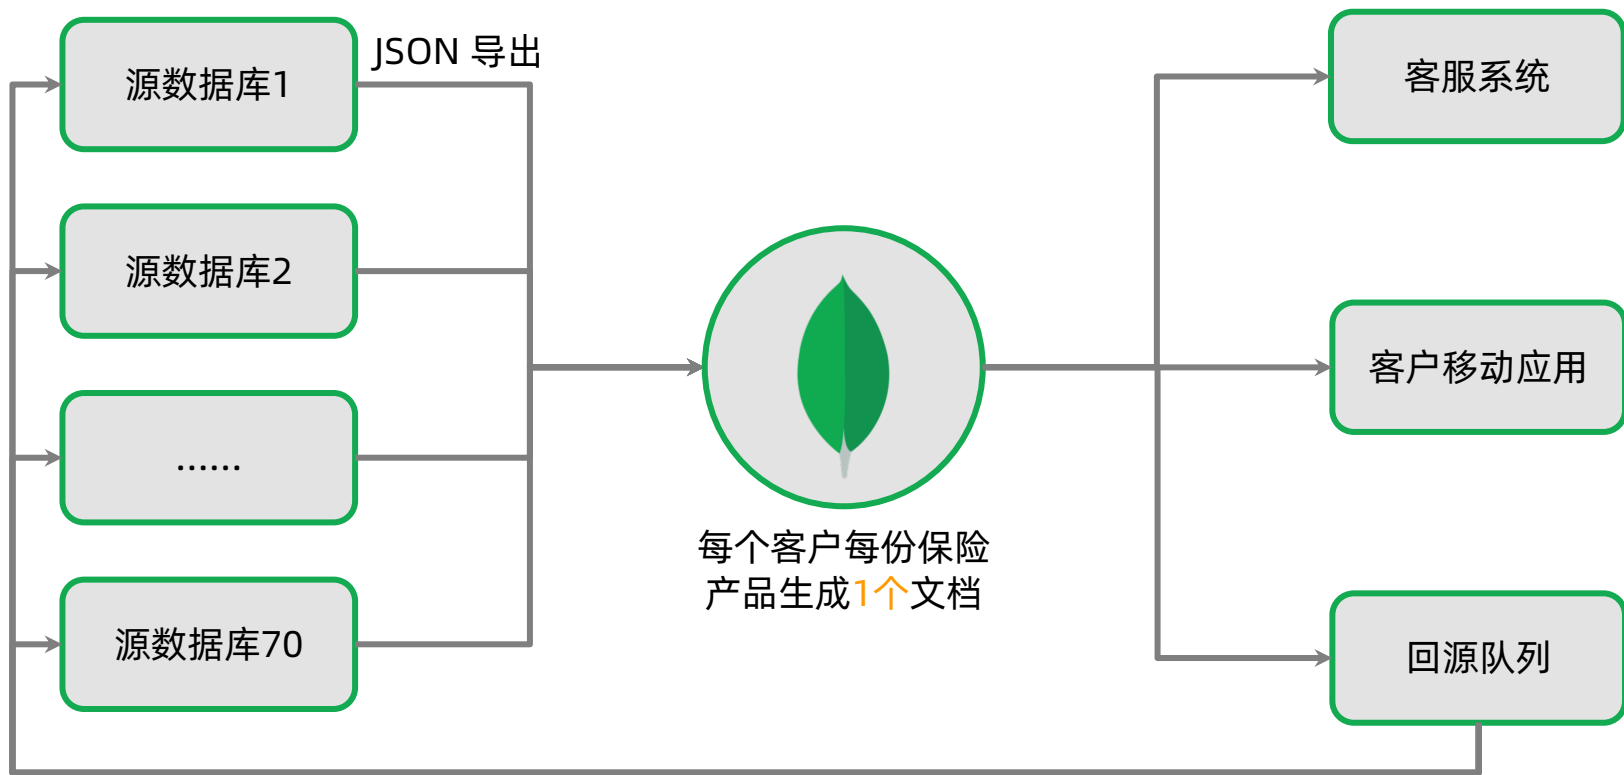 JSON 导出
源数据库1
源数据库2
......
源数据库70
每个客户每份保险
产品生成1个文档
客服系统
客户移动应用
回源队列